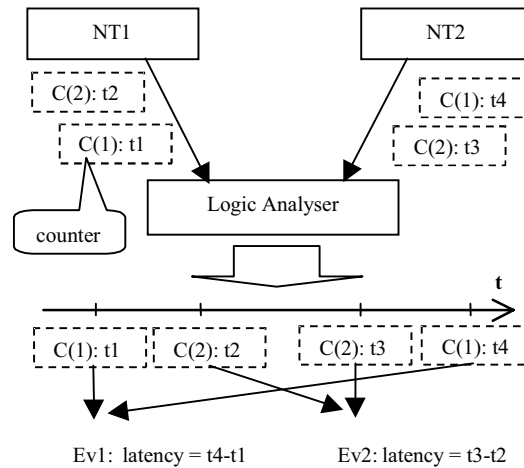 NT1
NT2
C(2): t2
C(1): t4
C(1): t1
C(2): t3
Logic Analyser
counter
t
C(1): t1
C(2): t2
C(2): t3
C(1): t4
Ev1: latency = t4-t1
Ev2: latency = t3-t2